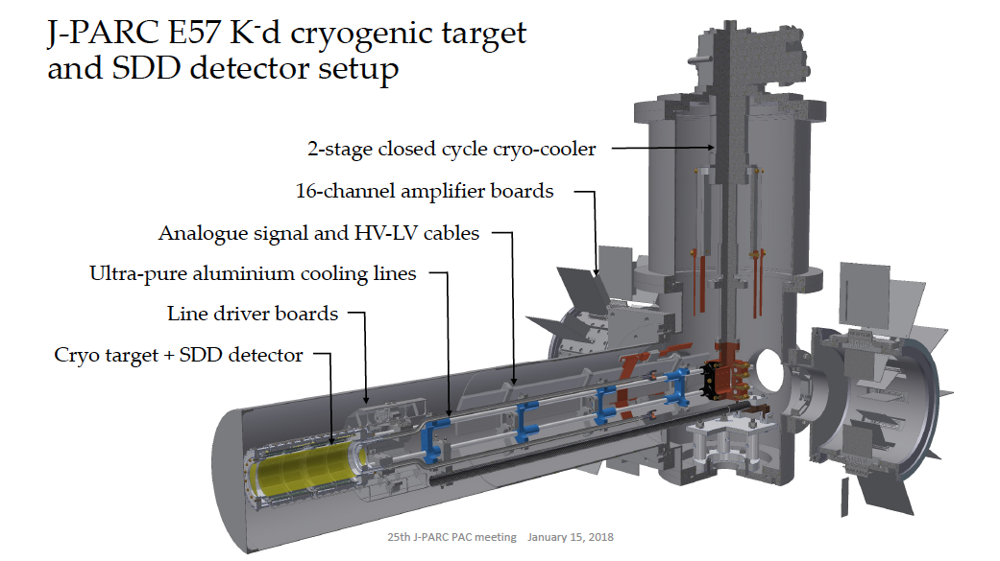 J-PARC E57 K⁻d cryogenic target
and SDD detector setup
2-stage closed cycle cryo-cooler
16-channel amplifier boards
Analogue signal and HV-LV cables
Ultra-pure aluminium cooling lines
Line driver boards
Cryo target + SDD detector
25th J-PARC PAC meeting January 15, 2018